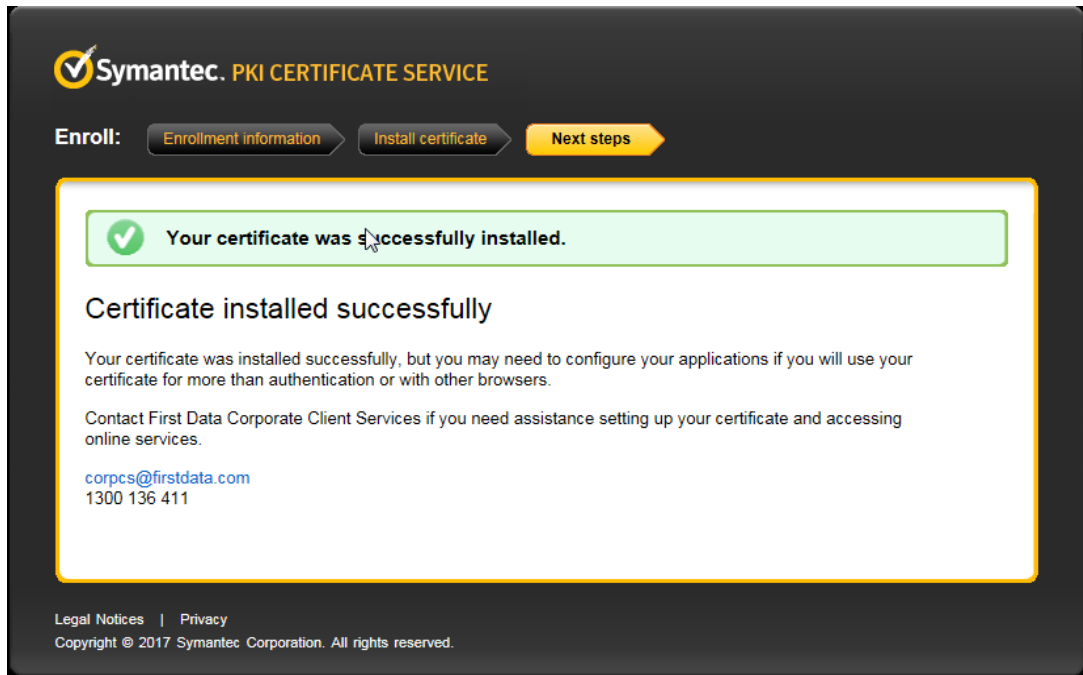 Symantec. PKI CERTIFICATE SERVICE
Enroll: Enrollment information Install certificate Next steps
Your certificate was successfully installed.
Certificate installed successfully
Your certificate was installed successfully, but you may need to configure your applications if you will use your
certificate for more than authentication or with other browsers.
Contact First Data Corporate Client Services if you need assistance setting up your certificate and accessing
online services.
corpcs@firstdata.com
1300 136 411
Legal Notices | Privacy
Copyright © 2017 Symantec Corporation. All rights reserved.